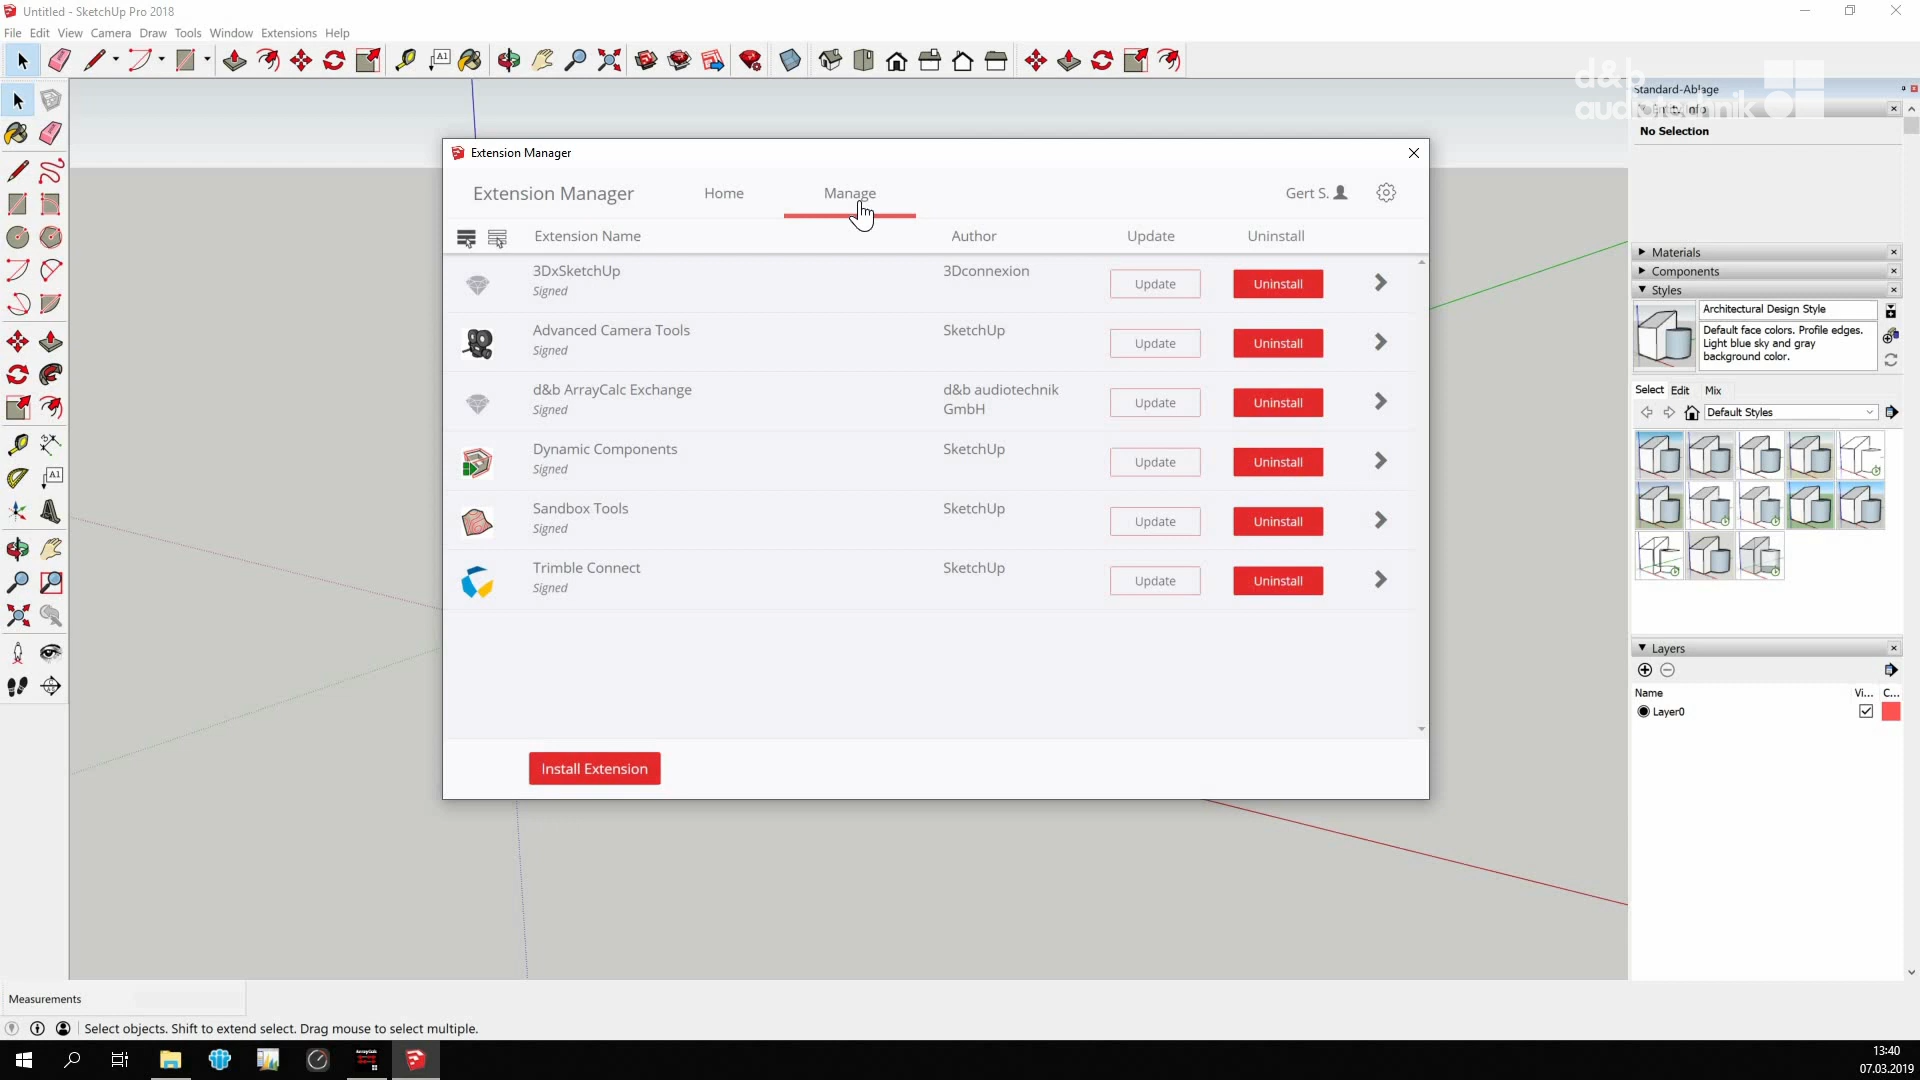 Untitled - SketchUp Pro 2018
File Edit View Camera Draw Tools Window Extensions Help
A1
d&b
audiotechnik
Standard-Ablage
Entity Info
No Selection
Extension Manager
Extension Manager Home Manage Gert S.
Extension Name Author Update Uninstall
3DxSketchUp 3Dconnexion Update Uninstall
Signed
Advanced Camera Tools SketchUp Update Uninstall
Signed
d&b ArrayCalc Exchange d&b audiotechnik GmbH Update Uninstall
Signed
Dynamic Components SketchUp Update Uninstall
Signed
Sandbox Tools SketchUp Update Uninstall
Signed
Trimble Connect SketchUp Update Uninstall
Signed
Install Extension
Materials
Components
Styles
Architectural Design Style
Default face colors. Profile edges.
Light blue sky and gray
background color.
Select Edit Mix
Default Styles
Layers
Name Vi... C...
Layer0
A1
Measurements
Select objects. Shift to extend select. Drag mouse to select multiple.
13:40
07.03.2019